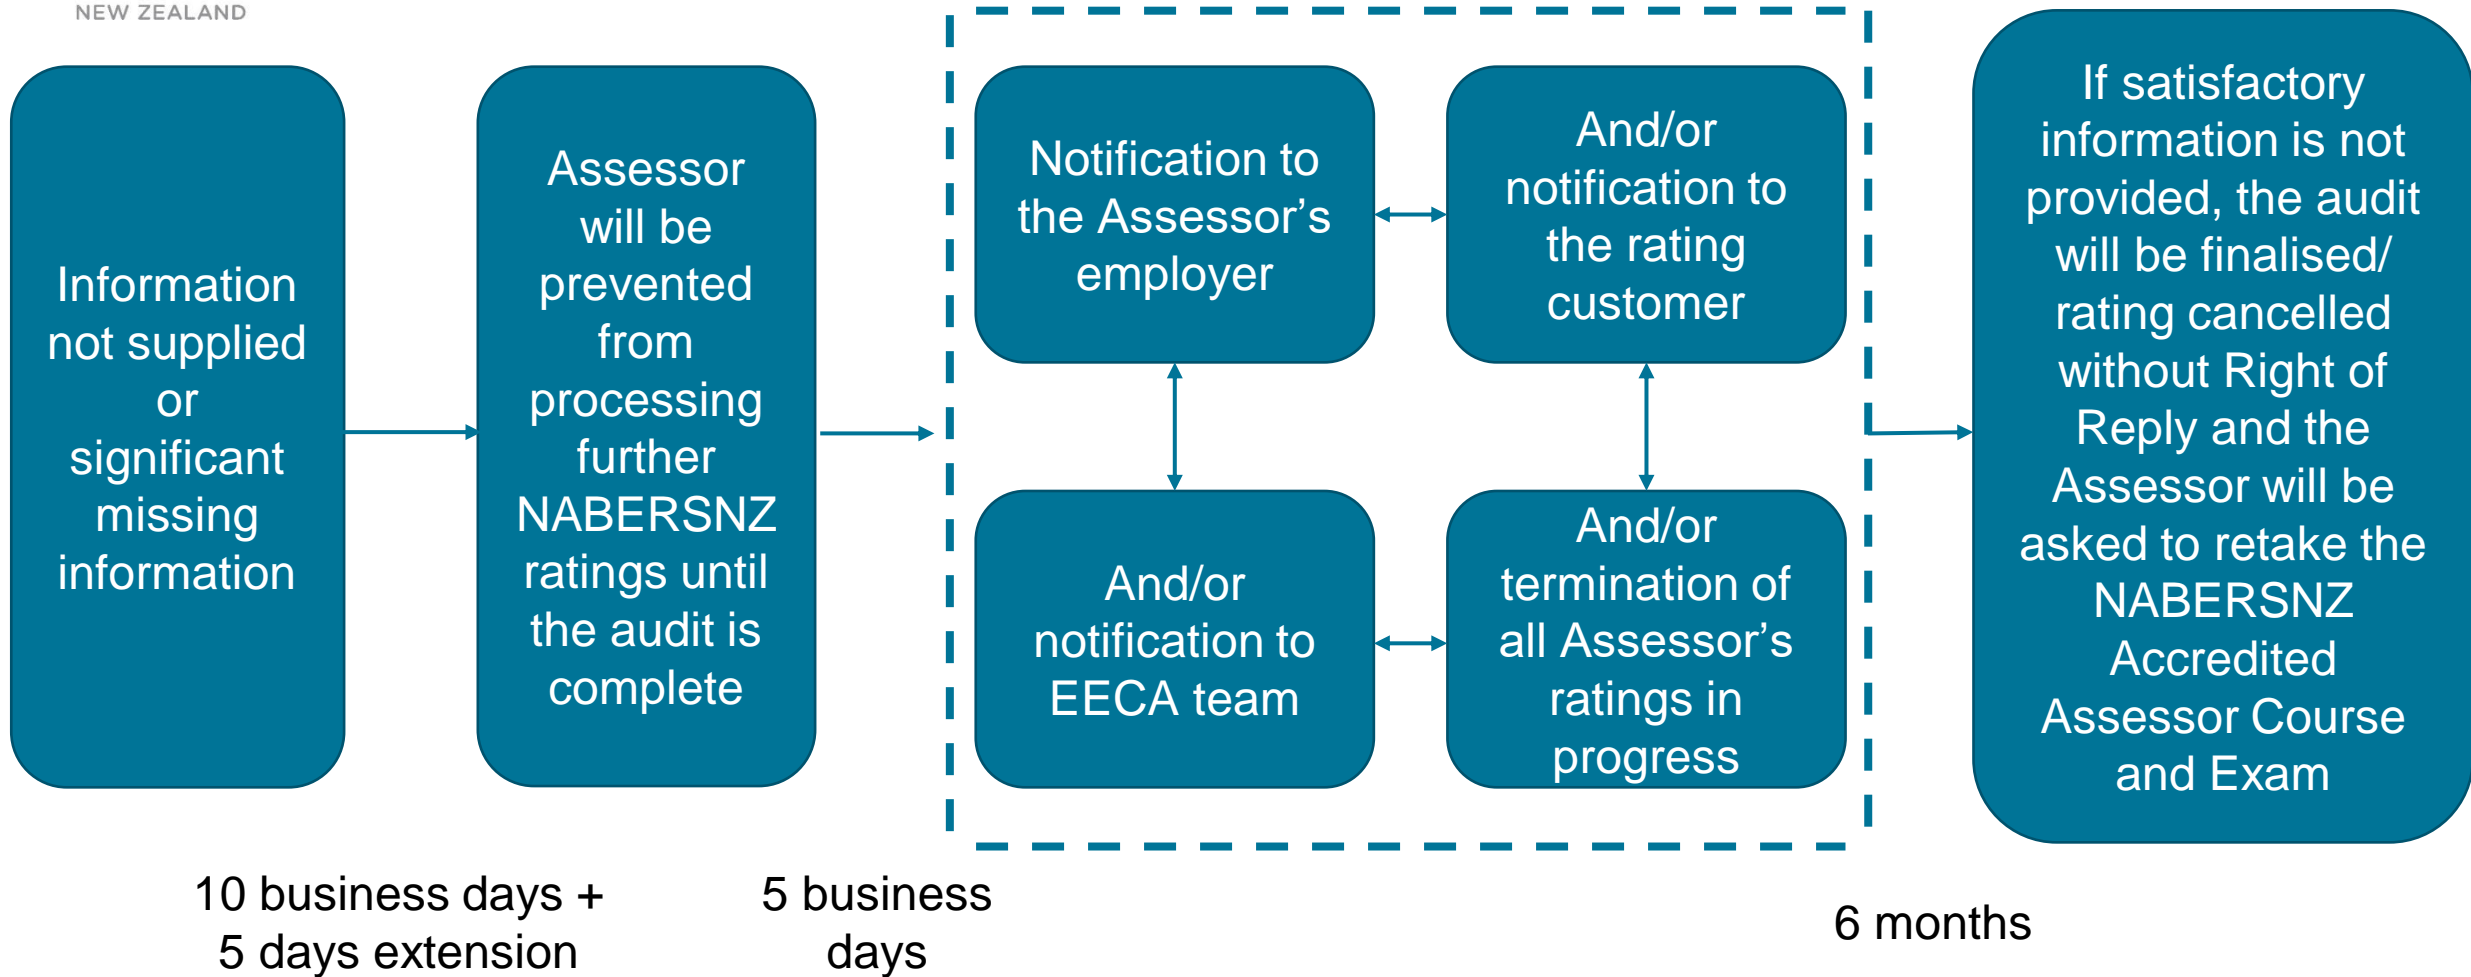 NEW ZEALAND
Information
not supplied
or
significant
missing
information
Assessor
will be
prevented
from
processing
further
NABERSNZ
ratings until
the audit is
complete
Notification to
the Assessor’s
employer
And/or
notification to
the rating
customer
And/or
notification to
EECA team
And/or
termination of
all Assessor’s
ratings in
progress
If satisfactory
information is not
provided, the audit
will be finalised/
rating cancelled
without Right of
Reply and the
Assessor will be
asked to retake the
NABERSNZ
Accredited
Assessor Course
and Exam
10 business days +
5 days extension
5 business
days
6 months